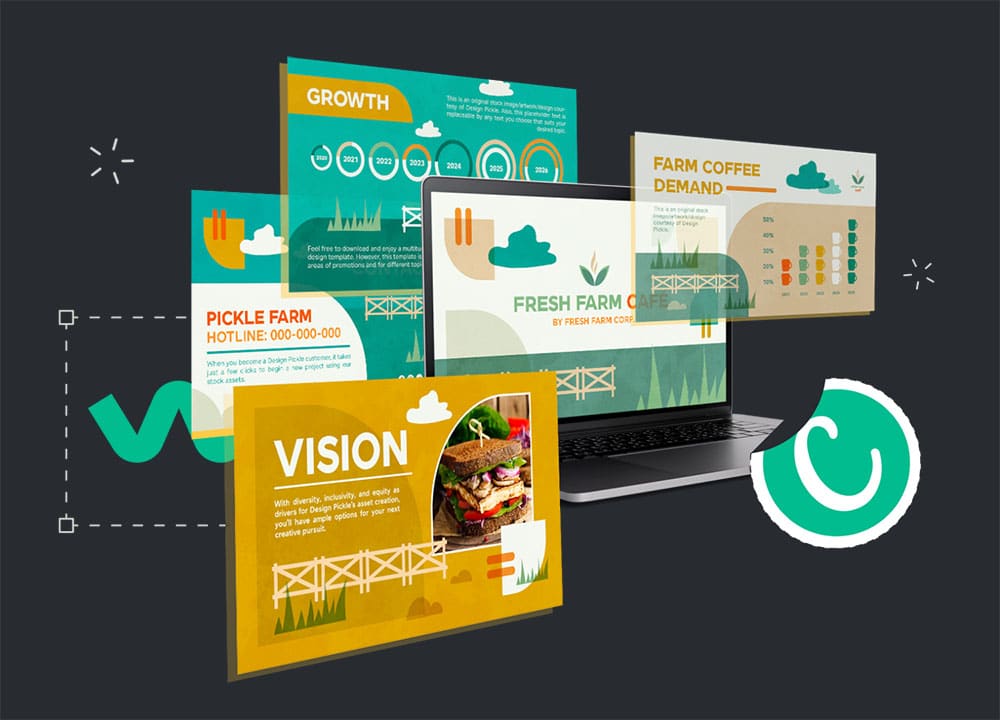 GROWTH
This is an original stock image/artwork/design cour-
tesy of Design Pickle. Also, this placeholder text is
replaceable by any text you choose that suits your
desired topic.
2020
2021
2022
2023
2024
2025
2026
Feel free to download and enjoy a multitu
design template. However, this template is
areas of promotions and for different top
FARM COFFEE
DEMAND
This is an original stock
image/artwork/design
courtesy of Design
Pickle.
50%
40%
30%
20%
10%
FRESH FARM CAFE
BY FRESH FARM CORP.
PICKLE FARM
HOTLINE: 000-000-000
When you become a Design Pickle customer, it takes
just a few clicks to begin a new project using our
stock assets.
VISION
With diversity, inclusivity, and equity as
drivers for Design Pickle's asset creation,
you'll have ample options for your next
creative pursuit.